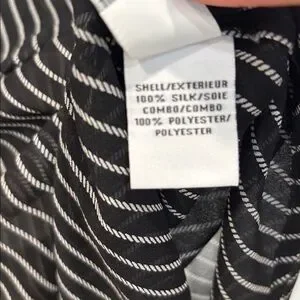 SHELL/EXTERIEUR
100% SILK/SOIE
COMBO/COMBO
100% POLYESTER/
POLYESTER